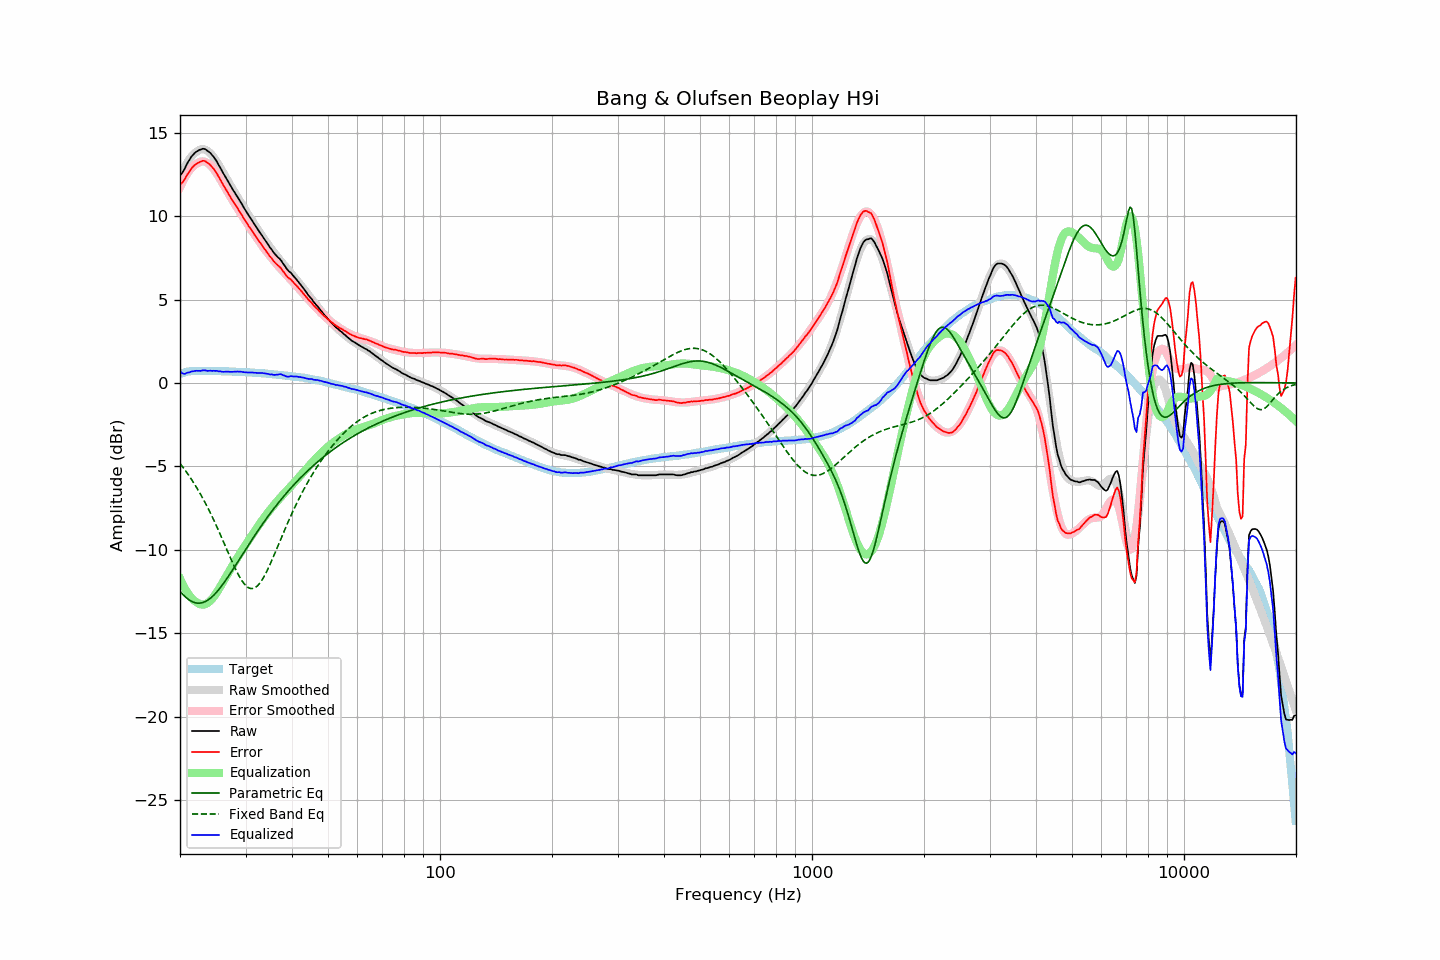 Bang & Olufsen Beoplay H9i
15
10
5
0
−5
−10
−15
−20
−25
Amplitude (dBr)
Target
Raw Smoothed
Error Smoothed
Raw
Error
Equalization
Parametric Eq
Fixed Band Eq
Equalized
100
1000
10000
Frequency (Hz)